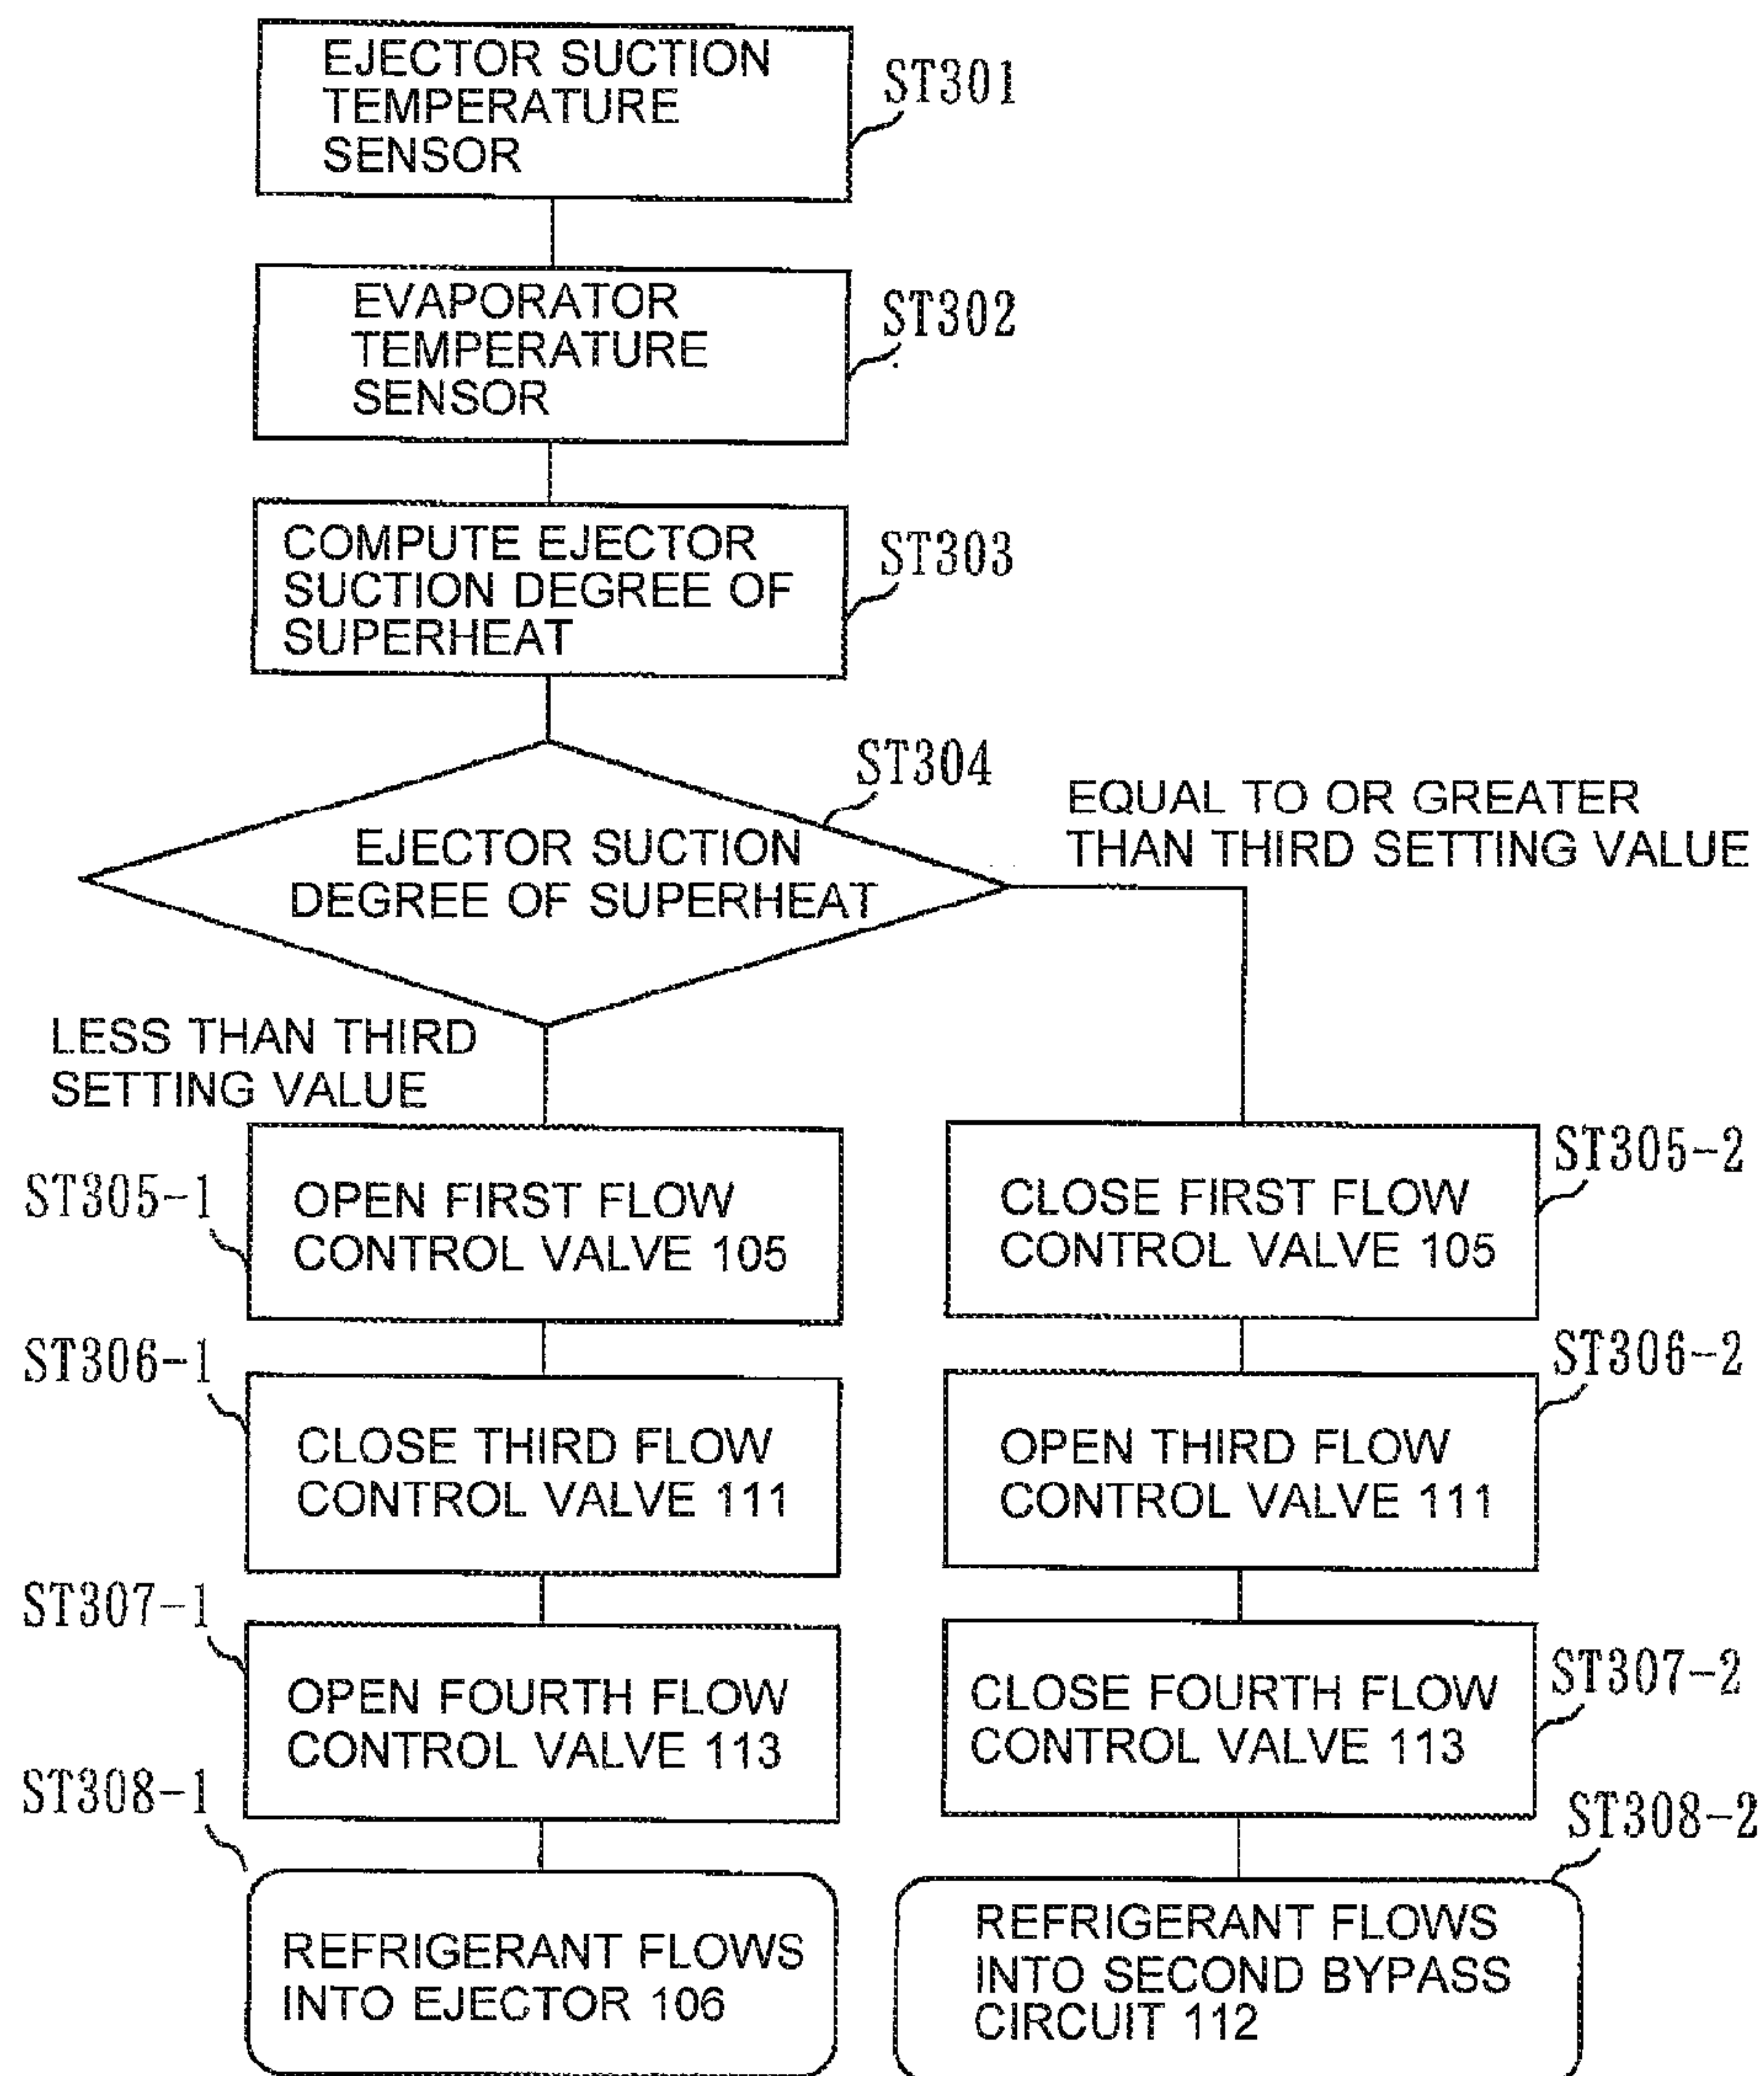 EJECTOR SUCTION
TEMPERATURE
SENSOR
ST301
EVAPORATOR
TEMPERATURE
SENSOR
ST302
COMPUTE EJECTOR
SUCTION DEGREE OF
SUPERHEAT
ST303
ST304
EJECTOR SUCTION
DEGREE OF SUPERHEAT
EQUAL TO OR GREATER
THAN THIRD SETTING VALUE
LESS THAN THIRD
SETTING VALUE
ST305-1
OPEN FIRST FLOW
CONTROL VALVE 105
CLOSE FIRST FLOW
CONTROL VALVE 105
ST305-2
ST306-1
CLOSE THIRD FLOW
CONTROL VALVE 111
OPEN THIRD FLOW
CONTROL VALVE 111
ST306-2
ST307-1
OPEN FOURTH FLOW
CONTROL VALVE 113
CLOSE FOURTH FLOW
CONTROL VALVE 113
ST307-2
ST308-1
REFRIGERANT FLOWS
INTO EJECTOR 106
REFRIGERANT FLOWS
INTO SECOND BYPASS
CIRCUIT 112
ST308-2